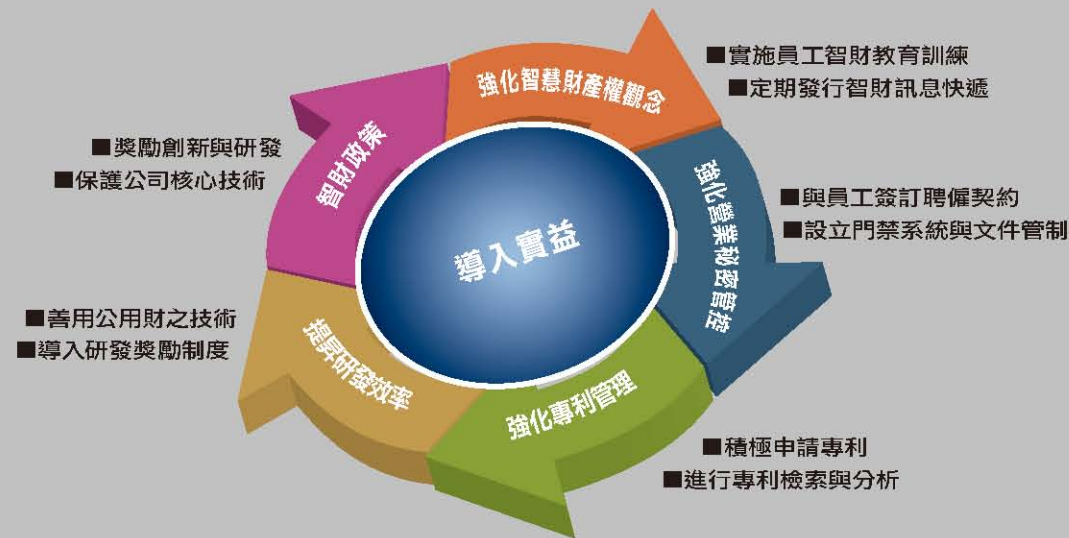 導入實益
智財政策
■獎勵創新與研發
■保護公司核心技術
強化智慧財產權觀念
■實施員工智財教育訓練
■定期發行智財訊息快遞
強化營業秘密管控
■與員工簽訂聘僱契約
■設立門禁系統與文件管制
強化專利管理
■積極申請專利
■進行專利檢索與分析
提昇研發效率
■善用公用財之技術
■導入研發獎勵制度